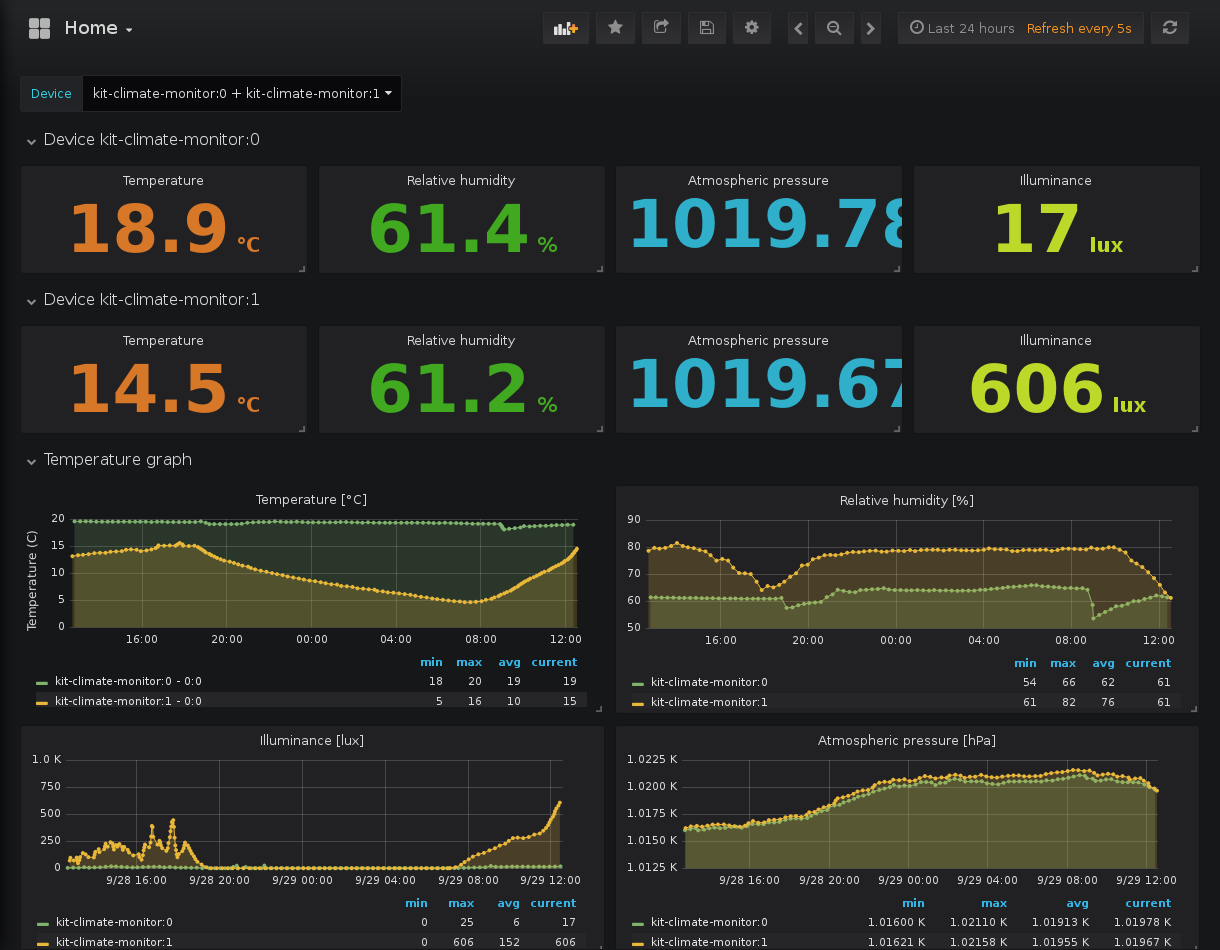 Home
Last 24 hours Refresh every 5s
Device kit-climate-monitor:0 + kit-climate-monitor:1
Device kit-climate-monitor:0
Temperature Relative humidity Atmospheric pressure Illuminance
18.9 °C 61.4 % 1019.78 17 lux
Device kit-climate-monitor:1
Temperature Relative humidity Atmospheric pressure Illuminance
14.5 °C 61.2 % 1019.67 606 lux
Temperature graph
Temperature [°C]
Temperature (C)
20
15
10
5
0
16:00 20:00 00:00 04:00 08:00 12:00
min max avg current
kit-climate-monitor:0 - 0:0 18 20 19 19
kit-climate-monitor:1 - 0:0 5 16 10 15
Relative humidity [%]
90
80
70
60
50
16:00 20:00 00:00 04:00 08:00 12:00
min max avg current
kit-climate-monitor:0 54 66 62 61
kit-climate-monitor:1 61 82 76 61
Illuminance [lux]
1.0 K
750
500
250
0
9/28 16:00 9/28 20:00 9/29 00:00 9/29 04:00 9/29 08:00 9/29 12:00
min max avg current
kit-climate-monitor:0 0 25 6 17
kit-climate-monitor:1 0 606 152 606
Atmospheric pressure [hPa]
1.0225 K
1.0200 K
1.0175 K
1.0150 K
1.0125 K
9/28 16:00 9/28 20:00 9/29 00:00 9/29 04:00 9/29 08:00 9/29 12:00
min max avg current
kit-climate-monitor:0 1.01600 K 1.02110 K 1.01913 K 1.01978 K
kit-climate-monitor:1 1.01621 K 1.02158 K 1.01955 K 1.01967 K